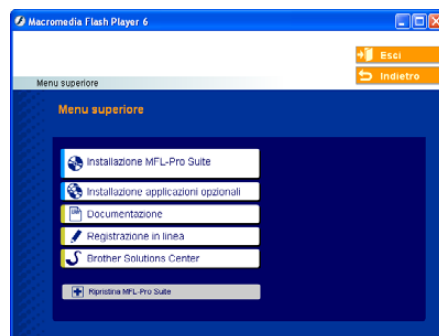 Macromedia Flash Player 6
Esci
Indietro
Menu superiore
Menu superiore
Installazione MFL-Pro Suite
Installazione applicazioni opzionali
Documentazione
Registrazione in linea
Brother Solutions Center
Ripristina MFL-Pro Suite